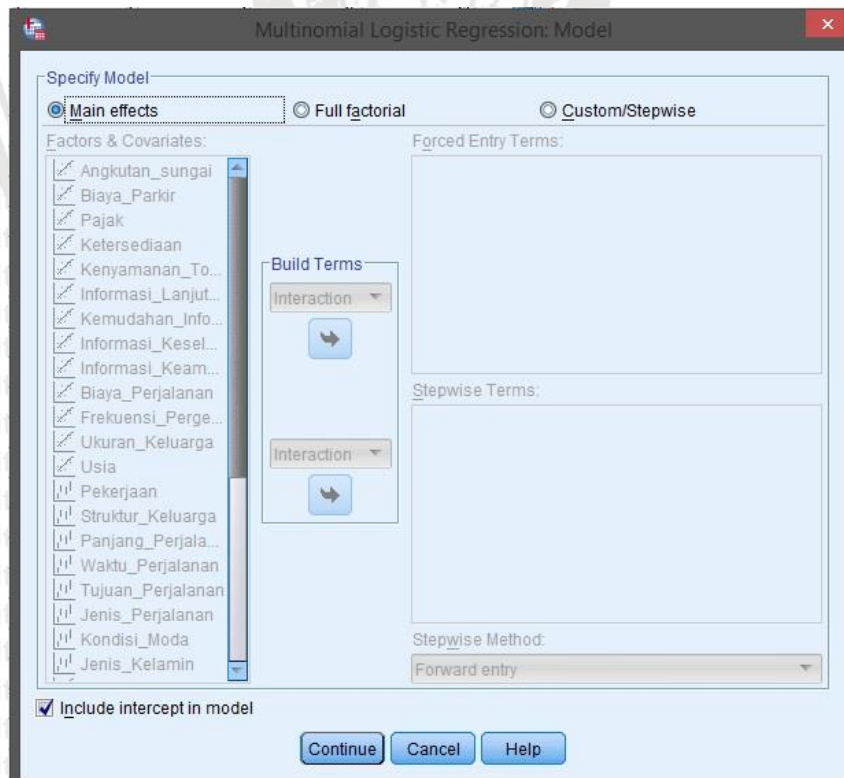 Multinomial Logistic Regression: Model
Specify Model
Main effects
Full factorial
Custom/Stepwise
Factors & Covariates:
Angkutan_sungai
Biaya_Parkir
Pajak
Ketersediaan
Kenyamanan_To...
Informasi_Lanjut...
Kemudahan_Info...
Informasi_Kesel...
Informasi_Keam...
Biaya_Perjalanan
Frekuensi_Perge...
Ukuran_Keluarga
Usia
Pekerjaan
Struktur_Keluarga
Panjang_Perjala...
Waktu_Perjalanan
Tujuan_Perjalanan
Jenis_Perjalanan
Kondisi_Moda
Jenis_Kelamin
Build Terms
Interaction
Interaction
Forced Entry Terms:
Stepwise Terms:
Stepwise Method:
Forward entry
Include intercept in model
Continue
Cancel
Help